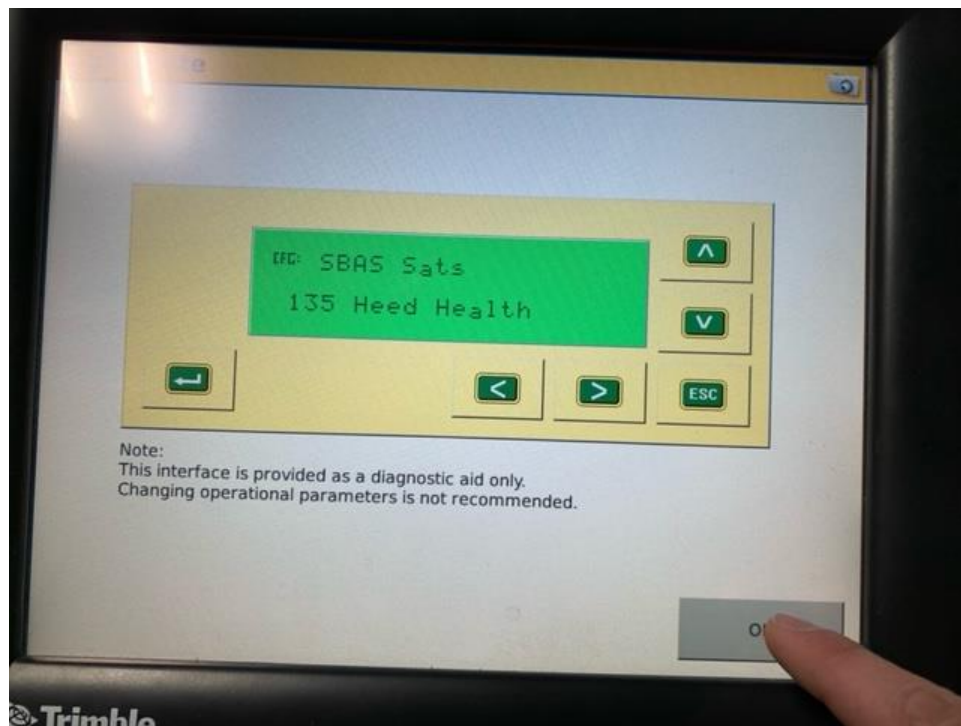 CFG: SBAS Sats
135 Heed Health
ESC
Note:
This interface is provided as a diagnostic aid only.
Changing operational parameters is not recommended.
Trimble